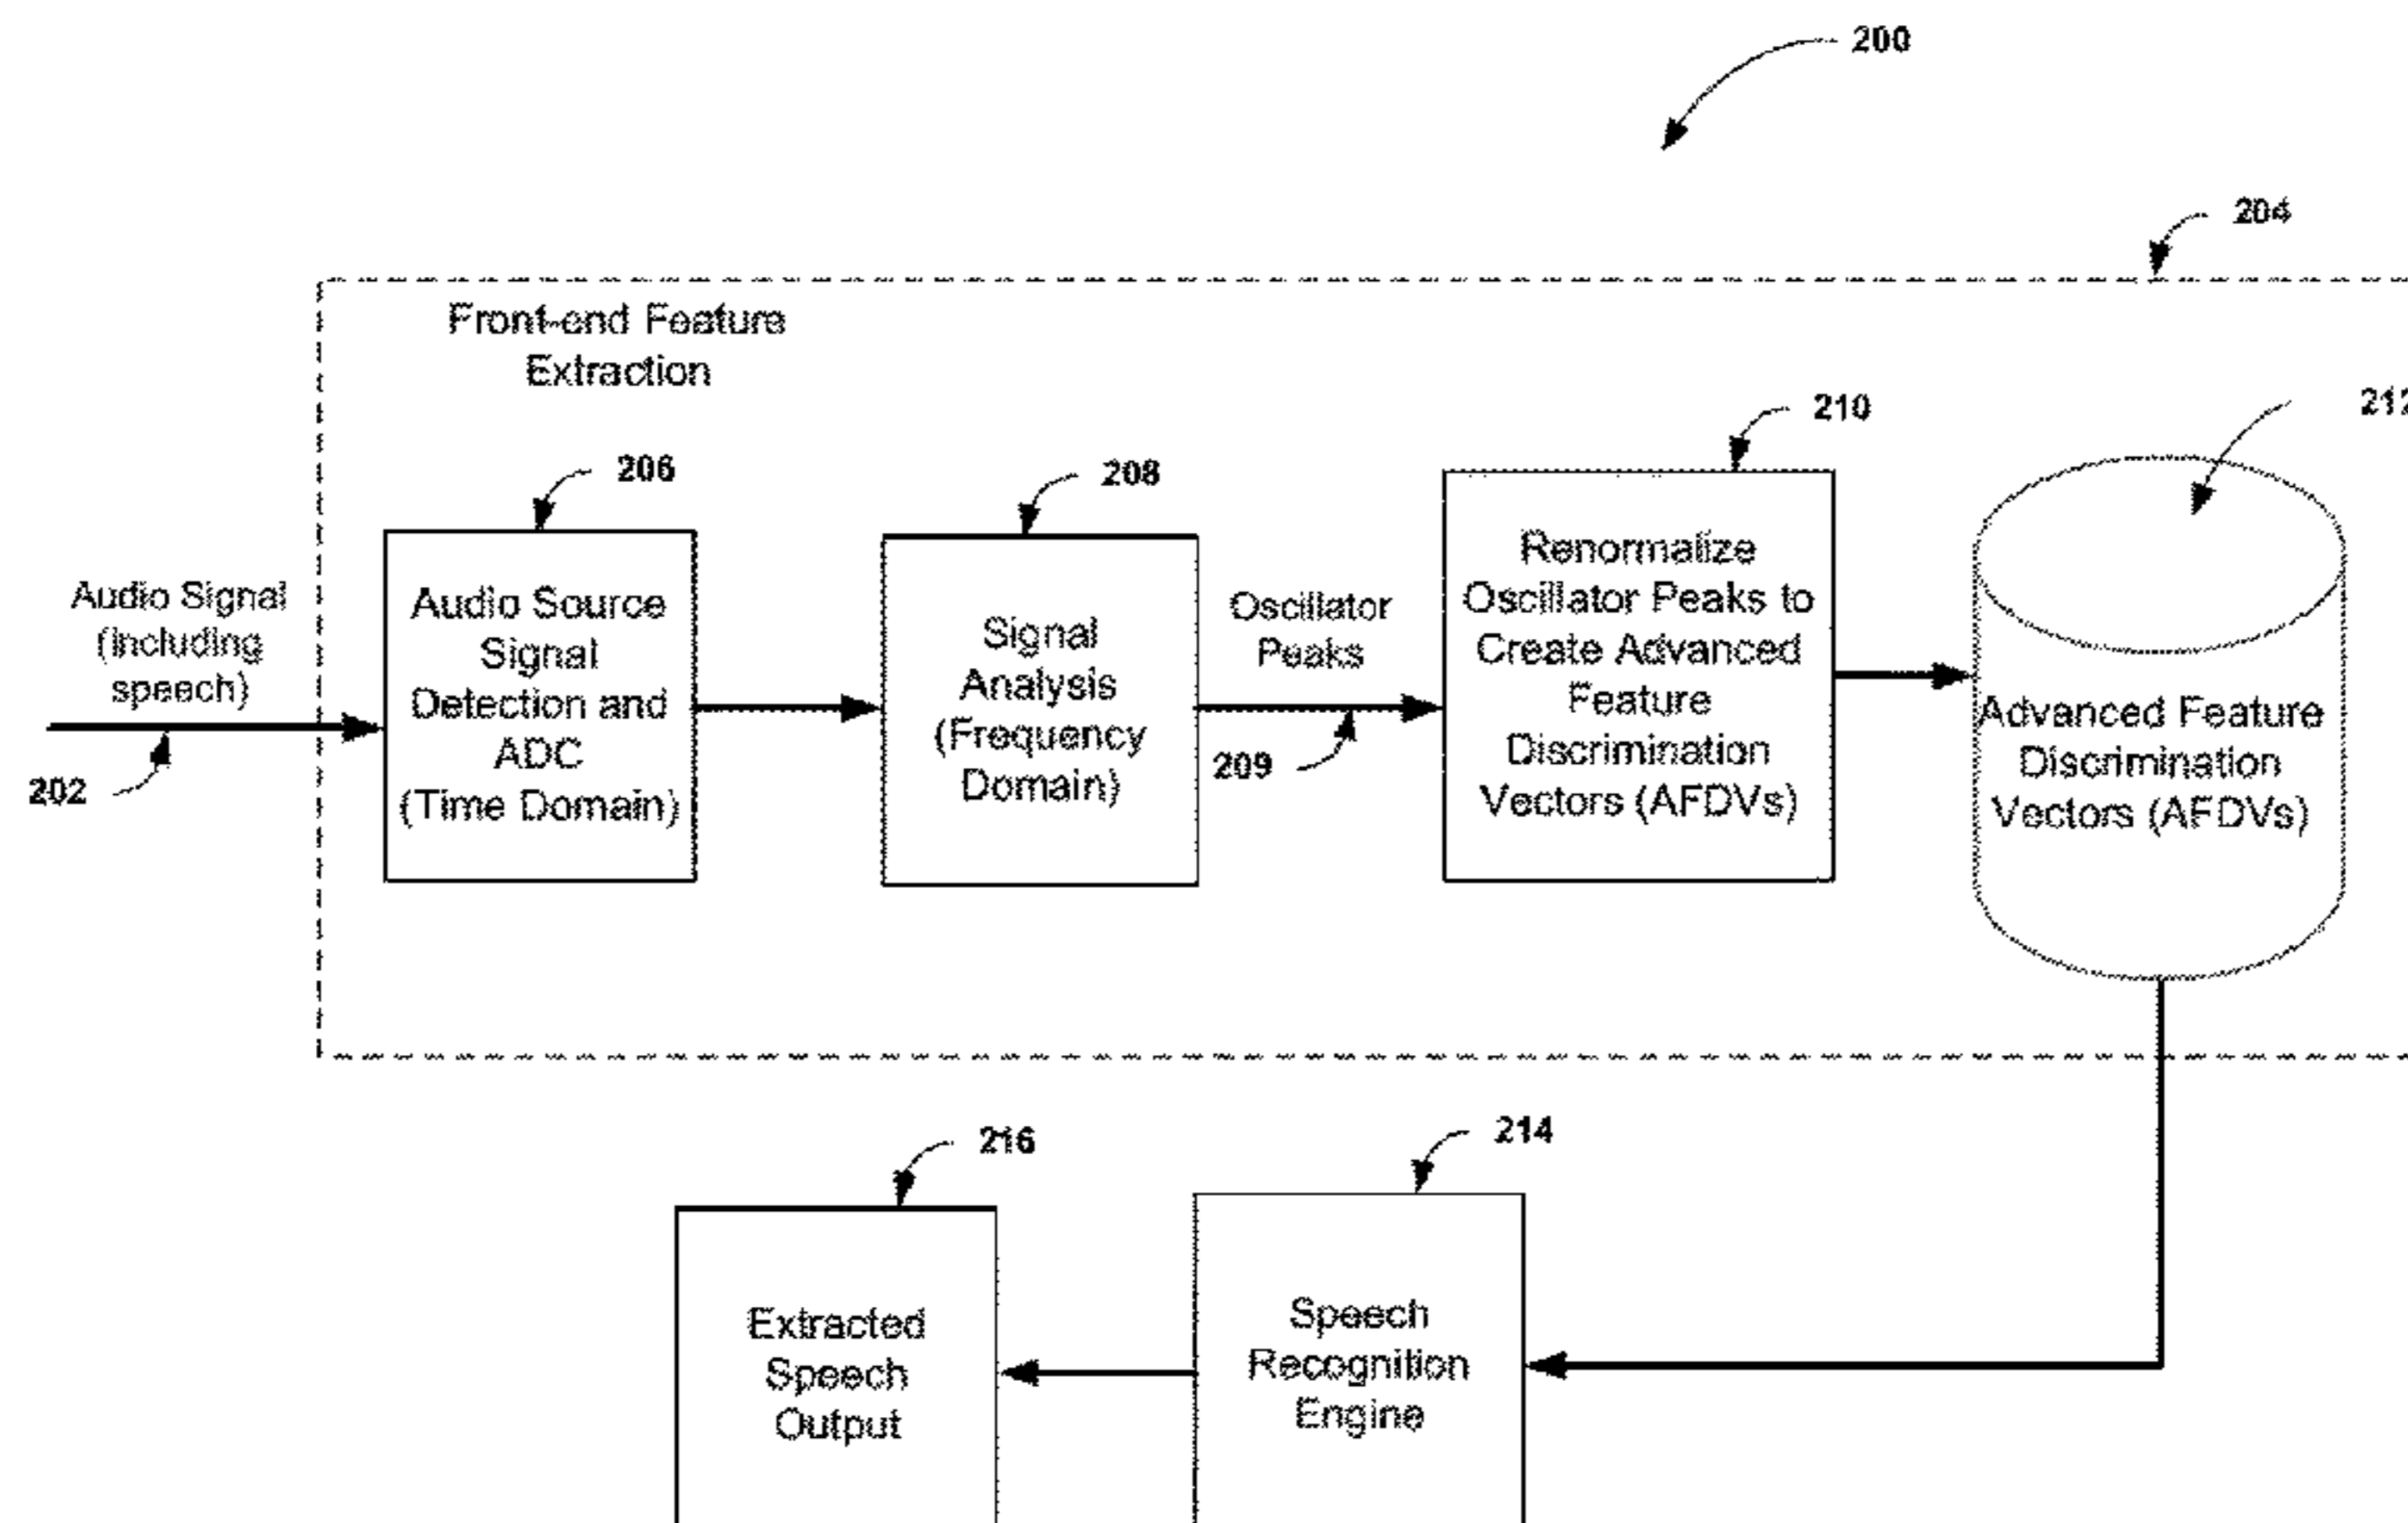 200
204
Front-end Feature
Extraction
212
210
206
208
Audio Signal
(including
speech)
202
Audio Source
Signal
Detection and
ADC
(Time Domain)
Signal
Analysis
(Frequency
Domain)
Oscillator
Peaks
209
Renormalize
Oscillator Peaks to
Create Advanced
Feature
Discrimination
Vectors (AFDVs)
Advanced Feature
Discrimination
Vectors (AFDVs)
216
214
Extracted
Speech
Output
Speech
Recognition
Engine